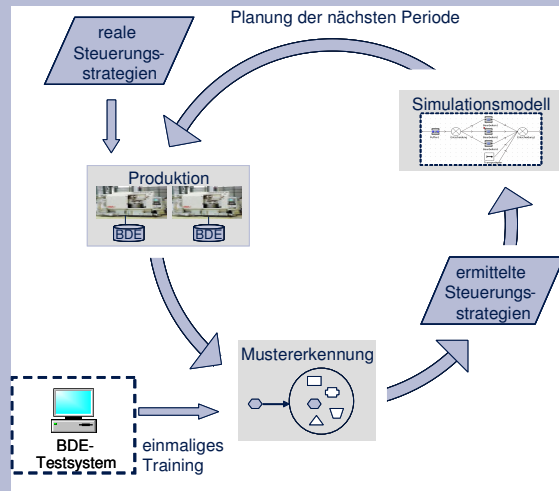 Planung der nächsten Periode
reale
Steuerungs-
strategien
Simulationsmodell
Produktion
BDE
BDE
ermittelte
Steuerungs-
strategien
Mustererkennung
BDE-
Testsystem
einmaliges
Training